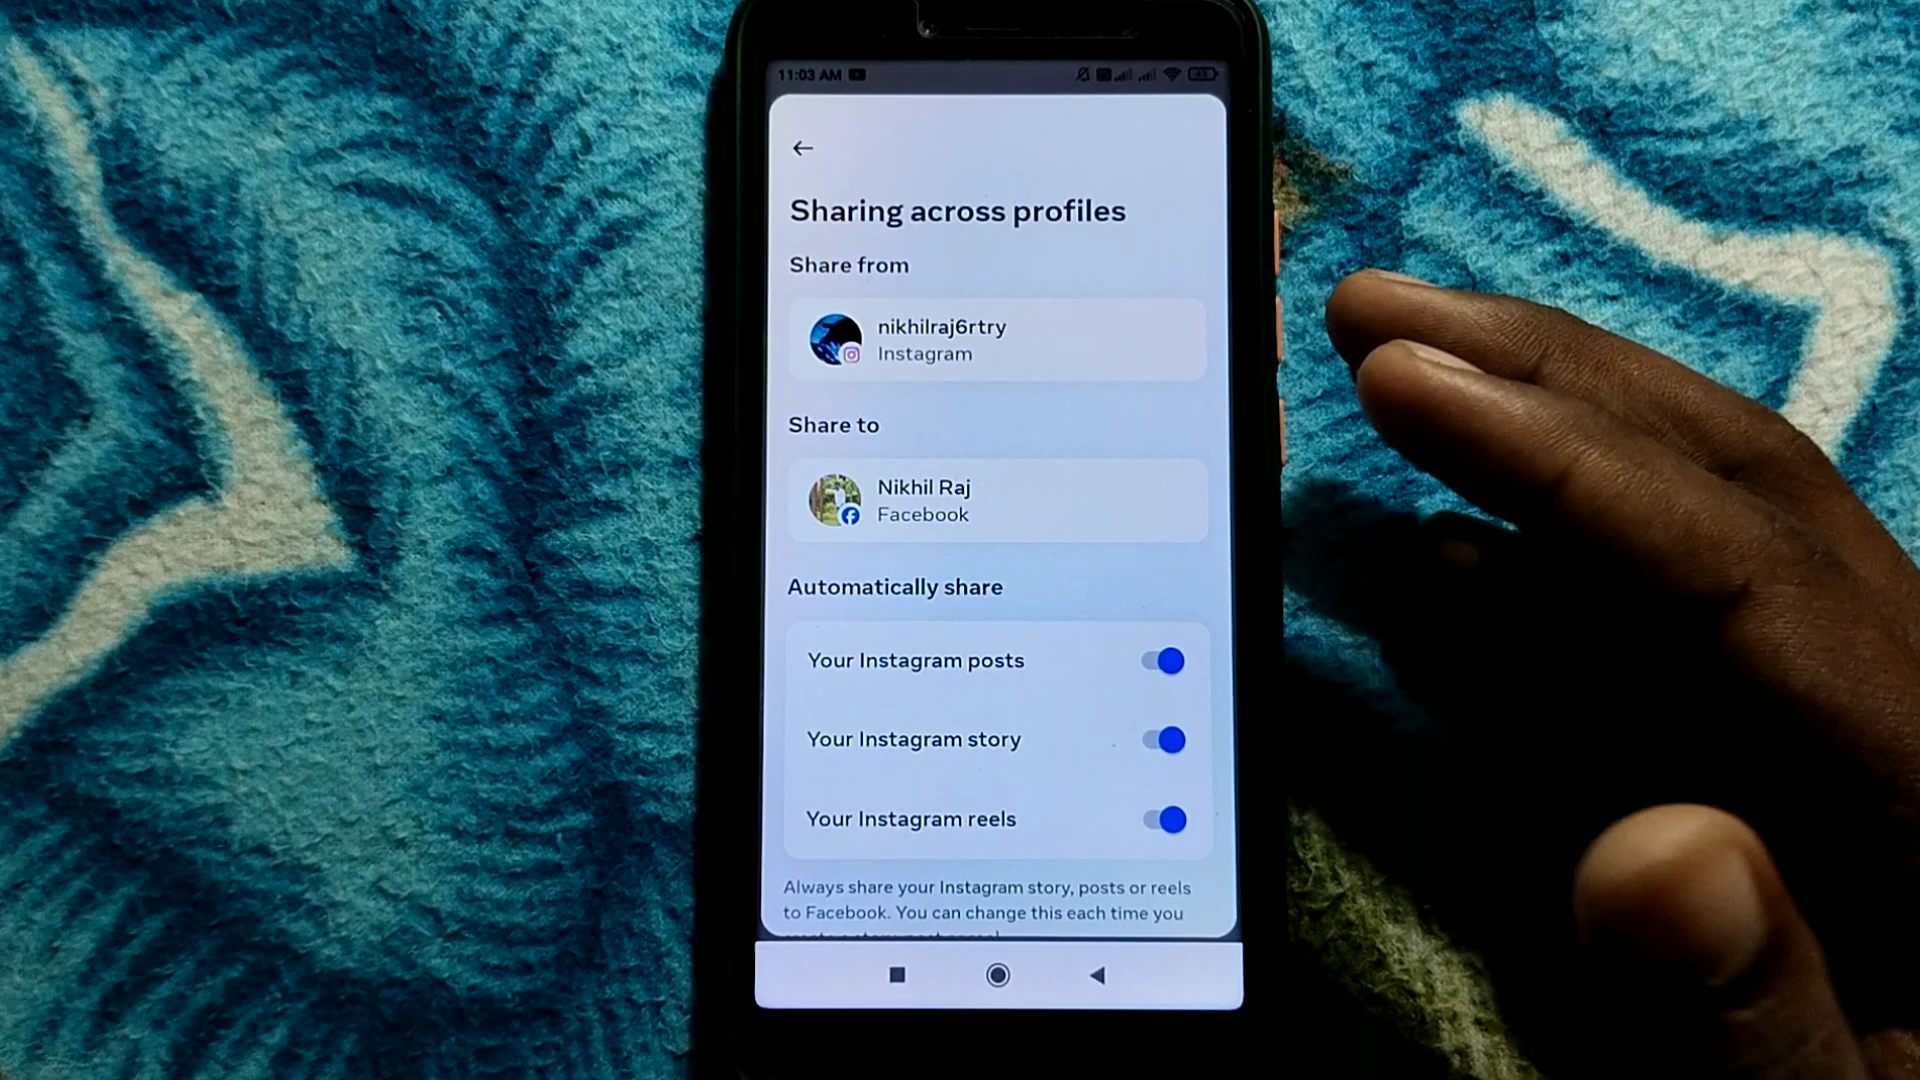 11:03 AM
Sharing across profiles
Share from
nikhilraj6rtry
Instagram
Share to
Nikhil Raj
Facebook
Automatically share
Your Instagram posts
Your Instagram story
Your Instagram reels
Always share your Instagram story, posts or reels
to Facebook. You can change this each time you